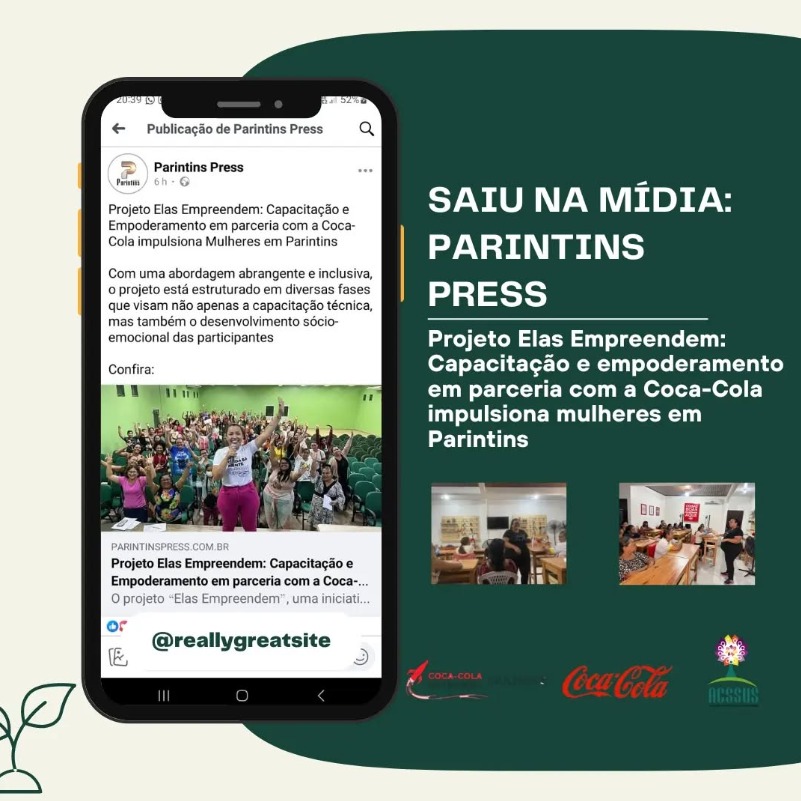 20:39
52%
Publicação de Parintins Press
Parintins
Parintins Press
6 h
Projeto Elas Empreendem: Capacitação e
Empoderamento em parceria com a Coca-
Cola impulsiona Mulheres em Parintins
Com uma abordagem abrangente e inclusiva,
o projeto está estruturado em diversas fases
que visam não apenas a capacitação técnica,
mas também o desenvolvimento sócio-
emocional das participantes
Confira:
PARINTINSPRESS.COM.BR
Projeto Elas Empreendem: Capacitação e
Empoderamento em parceria com a Coca-...
O projeto “Elas Empreendem”, uma iniciati...
@reallygreatsite
SAIU NA MÍDIA:
PARINTINS
PRESS
Projeto Elas Empreendem:
Capacitação e empoderamento
em parceria com a Coca-Cola
impulsiona mulheres em
Parintins
COCA-COLA
Coca-Cola
ACSSUS